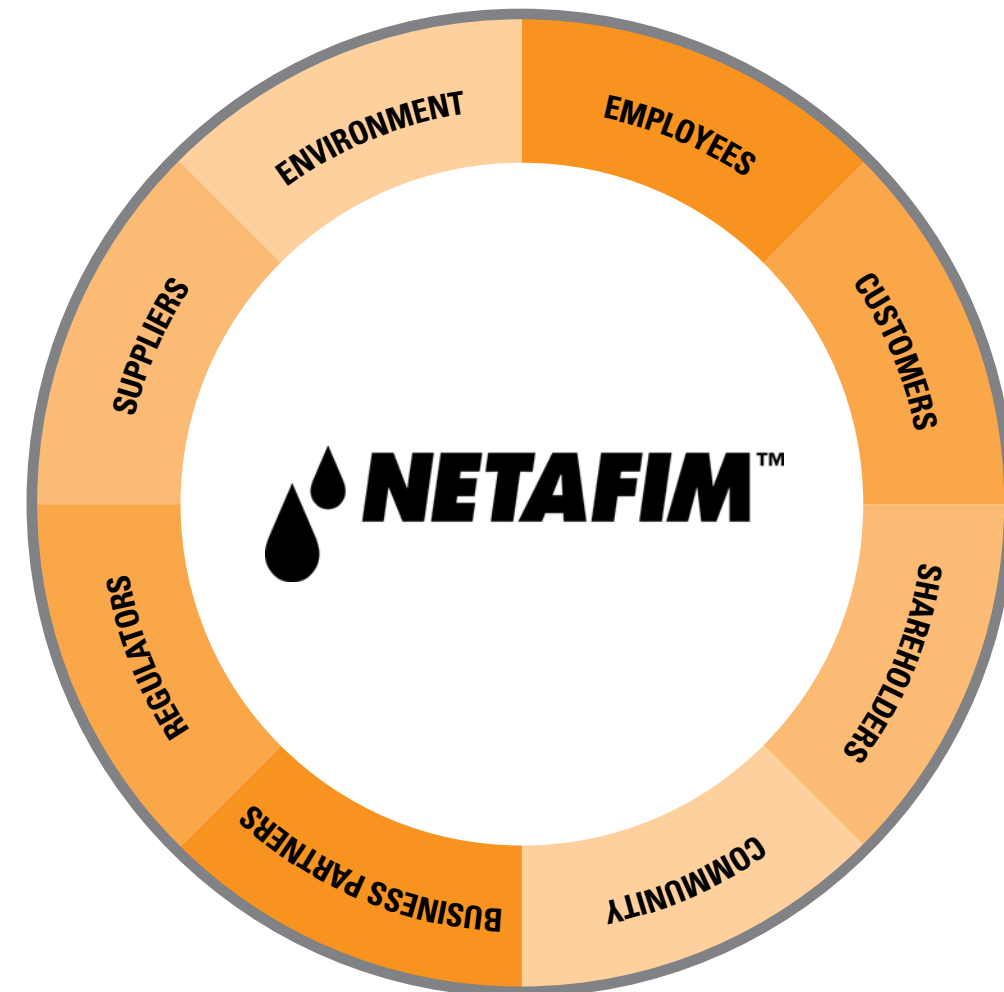 EMPLOYEES
CUSTOMERS
SHAREHOLDERS
COMMUNITY
BUSINESS PARTNERS
REGULATORS
SUPPLIERS
ENVIRONMENT
NETAFIM™